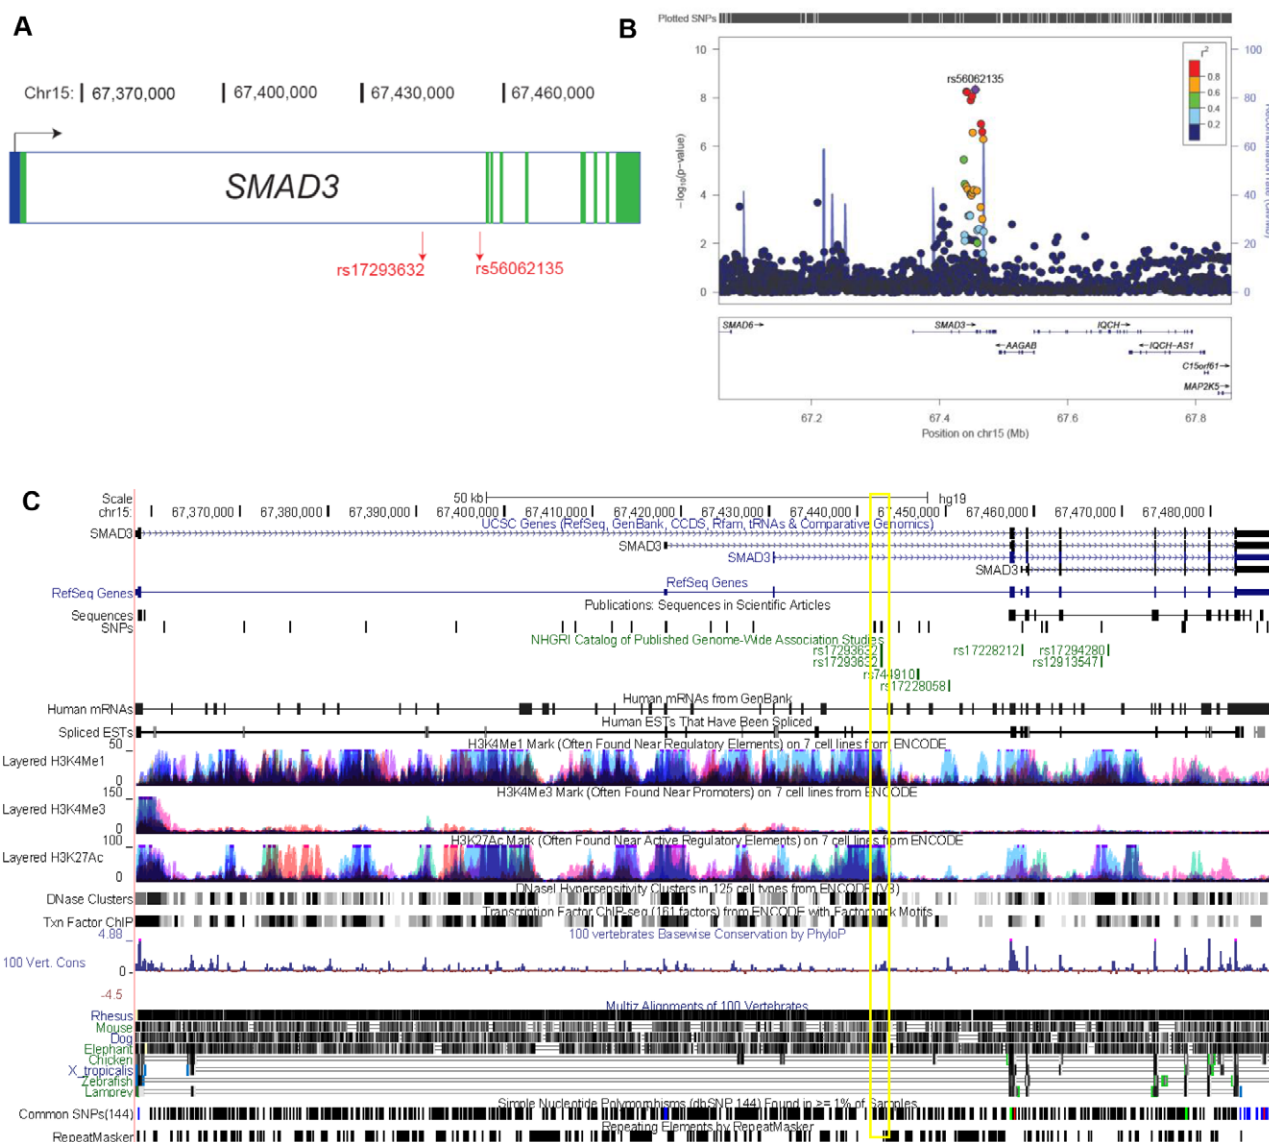 A
Chr15: 67,370,000 67,400,000 67,430,000 67,460,000
SMAD3
rs17293632 rs56062135
B
Plotted SNPs
10 100
8 80
6 60
4 40
2 20
0 0
−log10(p-value)
rs56062135
r2
0.8
0.6
0.4
0.2
SMAD6 SMAD3 IQCH
AAGAB IQCH-AS1
C15orf61
MAP2K5
67.2 67.4 67.6 67.8
Position on chr15 (Mb)
C
Scale 50 kb hg19
chr15: 67,370,000 67,380,000 67,390,000 67,400,000 67,410,000 67,420,000 67,430,000 67,440,000 67,450,000 67,460,000 67,470,000 67,480,000
UCSC Genes (RefSeq, GenBank, CCDS, Rfam, tRNAs & Comparative Genomics)
SMAD3
SMAD3
SMAD3
SMAD3
RefSeq Genes
RefSeq Genes
Publications: Sequences in Scientific Articles
Sequences
SNPs
NHGRI Catalog of Published Genome-Wide Association Studies
rs17293632 rs17228212 rs17294280
rs17293632 rs12913547
rs744910
rs17228058
Human mRNAs from GenBank
Human mRNAs
Human ESTs That Have Been Spliced
Spliced ESTs
H3K4Me1 Mark (Often Found Near Regulatory Elements) on 7 cell lines from ENCODE
50
Layered H3K4Me1
0
H3K4Me3 Mark (Often Found Near Promoters) on 7 cell lines from ENCODE
150
Layered H3K4Me3
0
H3K27Ac Mark (Often Found Near Active Regulatory Elements) on 7 cell lines from ENCODE
100
Layered H3K27Ac
0
DNaseI Hypersensitivity Clusters in 125 cell types from ENCODE (V3)
DNase Clusters
Transcription Factor ChIP-seq (161 factors) from ENCODE with Factorbook Motifs
Txn Factor ChIP
4.88
100 vertebrates Basewise Conservation by PhyloP
100 Vert. Cons
0
-4.5
Multiz Alignments of 100 Vertebrates
Rhesus
Mouse
Dog
Elephant
Chicken
X_tropicalis
Zebrafish
Lamprey
Simple Nucleotide Polymorphisms (dbSNP 144) Found in >= 1% of Samples
Common SNPs(144)
Repeating Elements by RepeatMasker
RepeatMasker